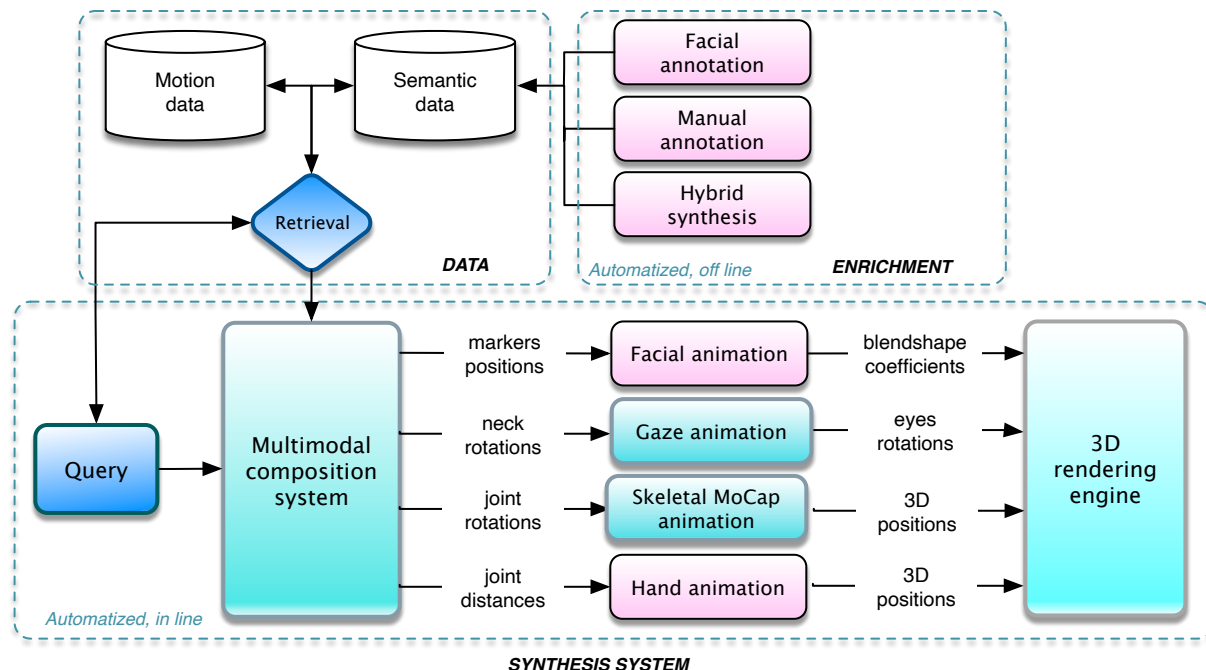 Motion
data
Semantic
data
Facial
annotation
Manual
annotation
Hybrid
synthesis
Retrieval
DATA
Automatized, off line
ENRICHMENT
markers
positions
Facial animation
blendshape
coefficients
neck
rotations
Gaze animation
eyes
rotations
Query
Multimodal
composition
system
3D
rendering
engine
joint
rotations
Skeletal MoCap
animation
3D
positions
joint
distances
Hand animation
3D
positions
Automatized, in line
SYNTHESIS SYSTEM